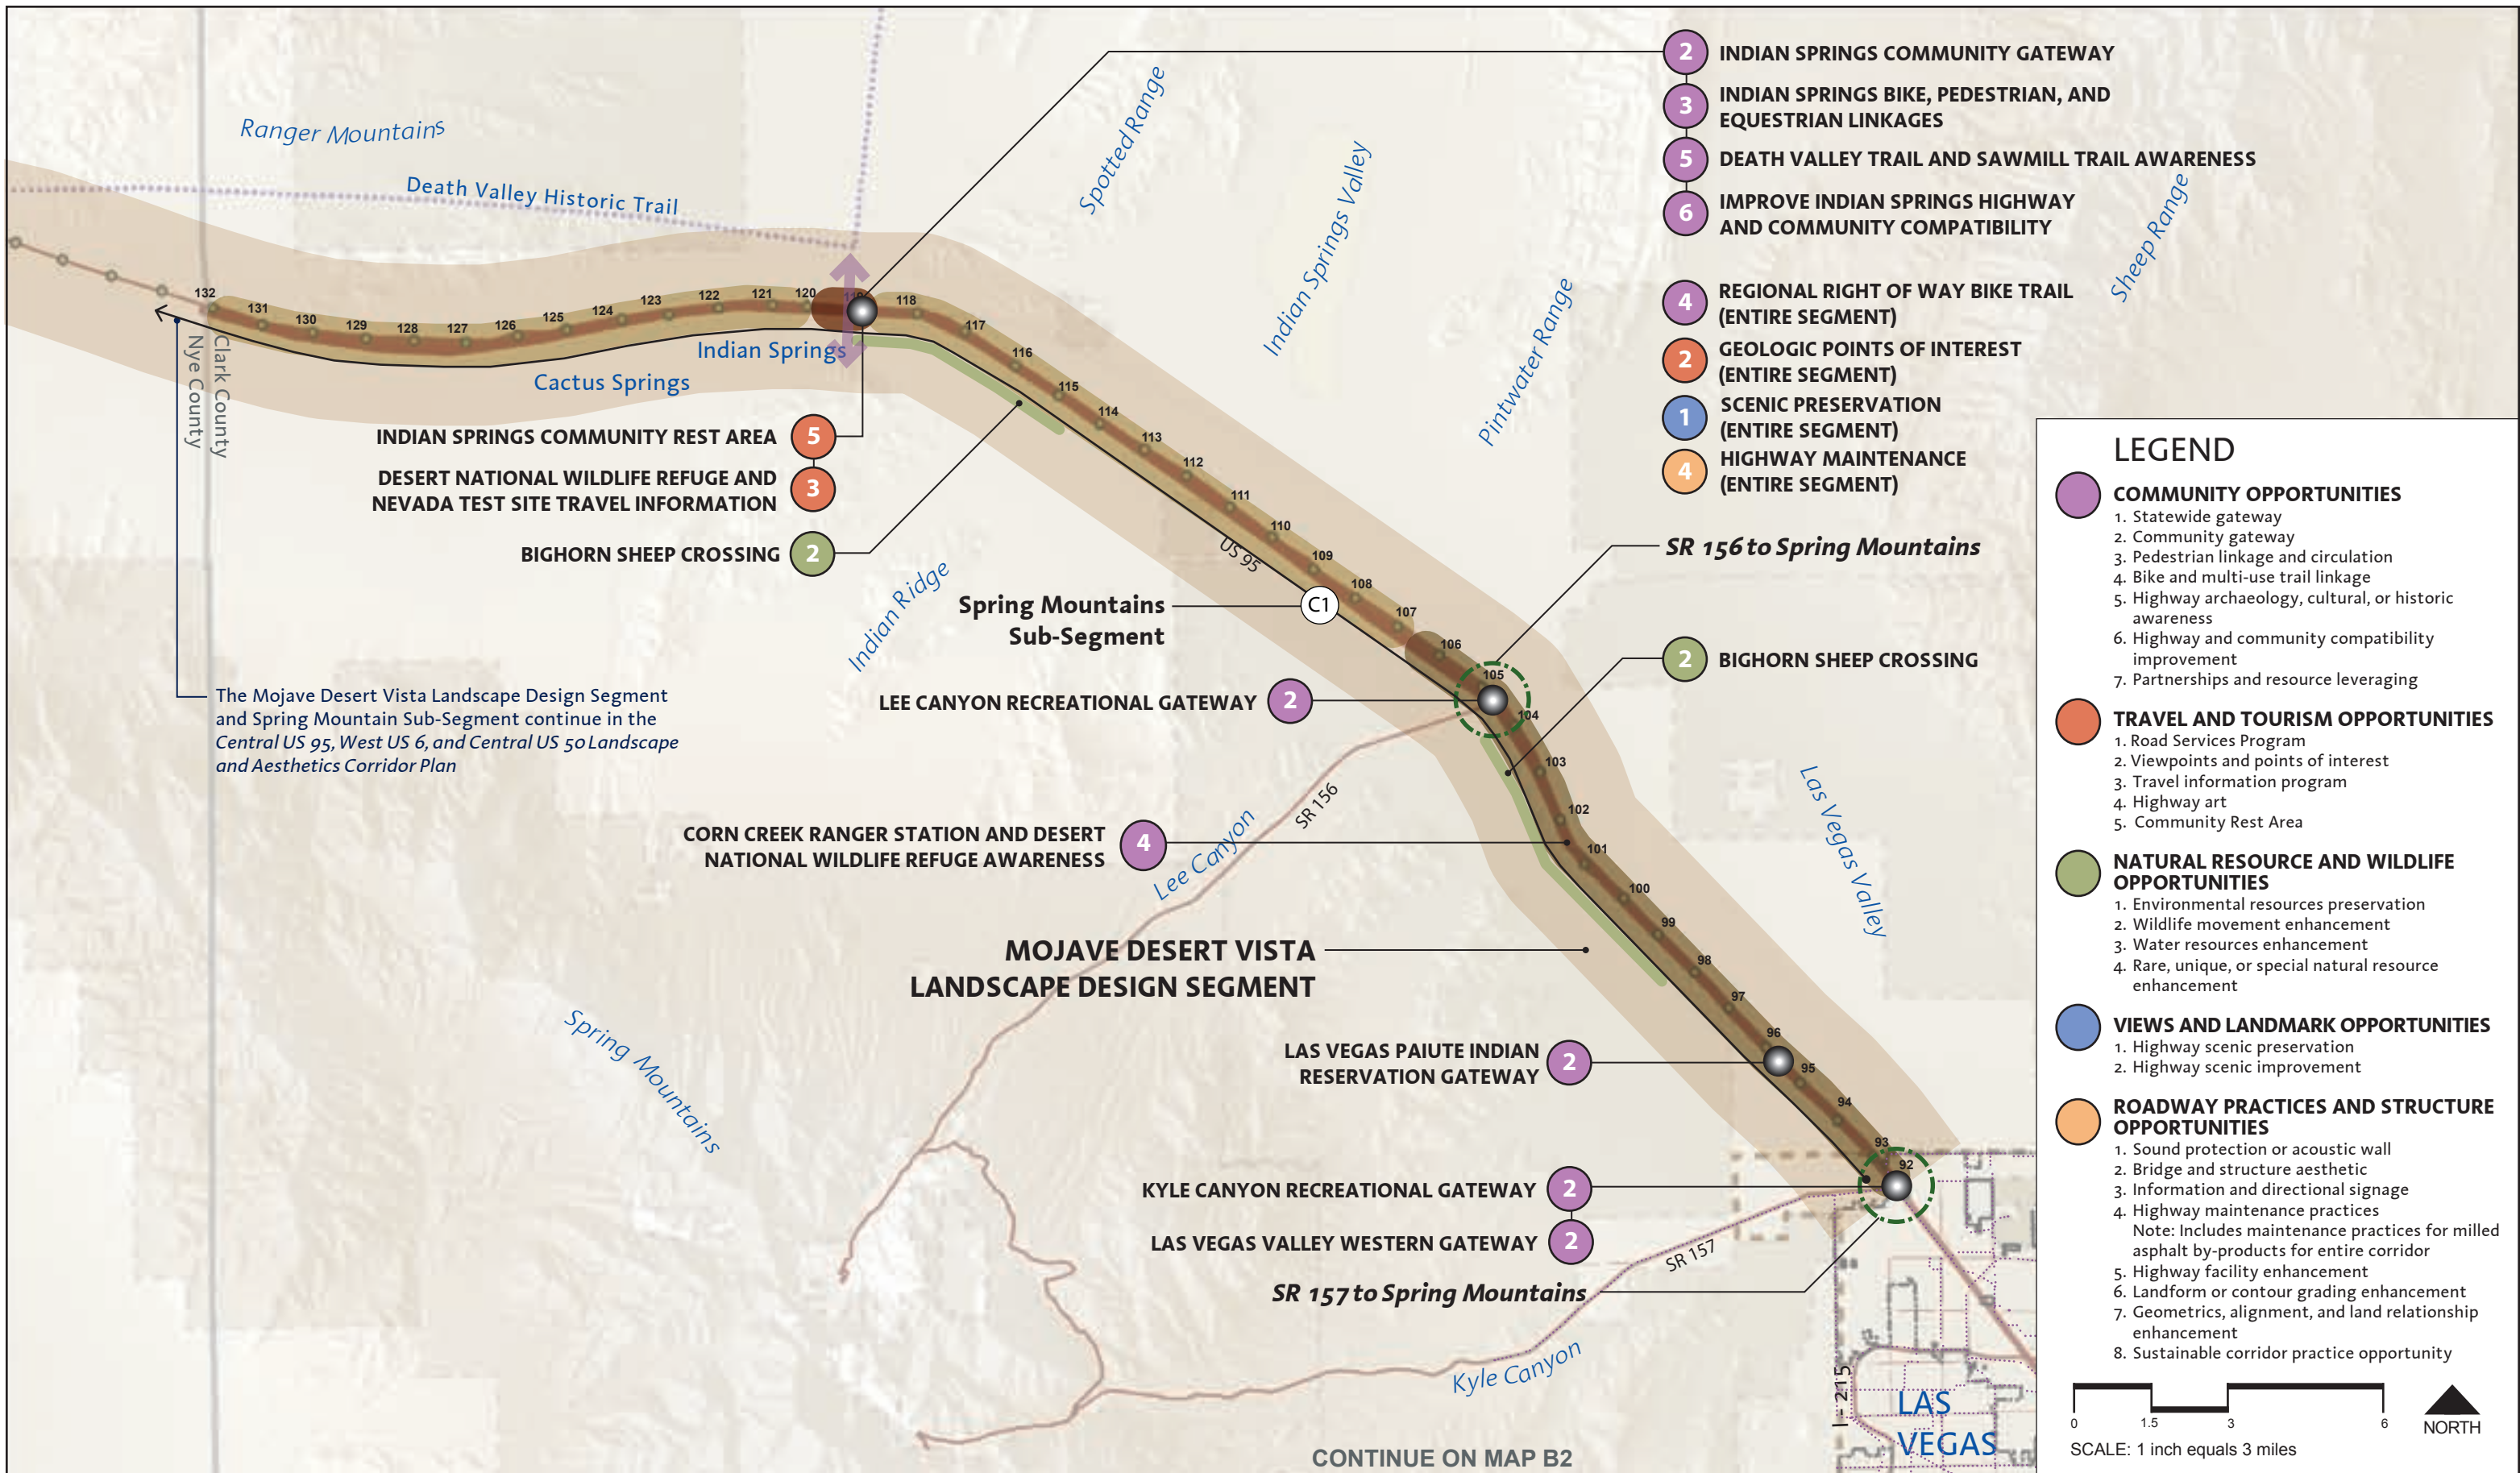 2 INDIAN SPRINGS COMMUNITY GATEWAY
3 INDIAN SPRINGS BIKE, PEDESTRIAN, AND
EQUESTRIAN LINKAGES
5 DEATH VALLEY TRAIL AND SAWMILL TRAIL AWARENESS
6 IMPROVE INDIAN SPRINGS HIGHWAY
AND COMMUNITY COMPATIBILITY
4 REGIONAL RIGHT OF WAY BIKE TRAIL
(ENTIRE SEGMENT)
2 GEOLOGIC POINTS OF INTEREST
(ENTIRE SEGMENT)
1 SCENIC PRESERVATION
(ENTIRE SEGMENT)
4 HIGHWAY MAINTENANCE
(ENTIRE SEGMENT)
Ranger Mountains
Death Valley Historic Trail
Spotted Range
Indian Springs Valley
Pintwater Range
Sheep Range
132
131
130
129
128
127
126
125
124
123
122
121
120
119
118
117
116
115
114
113
112
111
110
109
108
107
106
105
104
103
102
101
100
99
98
97
96
95
94
93
92
Clark County
Nye County
Indian Springs
Cactus Springs
INDIAN SPRINGS COMMUNITY REST AREA 5
DESERT NATIONAL WILDLIFE REFUGE AND
NEVADA TEST SITE TRAVEL INFORMATION 3
BIGHORN SHEEP CROSSING 2
US 95
Indian Ridge
Spring Mountains
Sub-Segment
C1
SR 156 to Spring Mountains
2 BIGHORN SHEEP CROSSING
LEE CANYON RECREATIONAL GATEWAY 2
The Mojave Desert Vista Landscape Design Segment
and Spring Mountain Sub-Segment continue in the
Central US 95, West US 6, and Central US 50 Landscape
and Aesthetics Corridor Plan
SR 156
Lee Canyon
Las Vegas Valley
CORN CREEK RANGER STATION AND DESERT
NATIONAL WILDLIFE REFUGE AWARENESS 4
MOJAVE DESERT VISTA
LANDSCAPE DESIGN SEGMENT
Spring Mountains
LAS VEGAS PAIUTE INDIAN
RESERVATION GATEWAY 2
KYLE CANYON RECREATIONAL GATEWAY 2
LAS VEGAS VALLEY WESTERN GATEWAY 2
SR 157
SR 157 to Spring Mountains
Kyle Canyon
I - 215
LAS
VEGAS
CONTINUE ON MAP B2
LEGEND
COMMUNITY OPPORTUNITIES
1. Statewide gateway
2. Community gateway
3. Pedestrian linkage and circulation
4. Bike and multi-use trail linkage
5. Highway archaeology, cultural, or historic
awareness
6. Highway and community compatibility
improvement
7. Partnerships and resource leveraging
TRAVEL AND TOURISM OPPORTUNITIES
1. Road Services Program
2. Viewpoints and points of interest
3. Travel information program
4. Highway art
5. Community Rest Area
NATURAL RESOURCE AND WILDLIFE
OPPORTUNITIES
1. Environmental resources preservation
2. Wildlife movement enhancement
3. Water resources enhancement
4. Rare, unique, or special natural resource
enhancement
VIEWS AND LANDMARK OPPORTUNITIES
1. Highway scenic preservation
2. Highway scenic improvement
ROADWAY PRACTICES AND STRUCTURE
OPPORTUNITIES
1. Sound protection or acoustic wall
2. Bridge and structure aesthetic
3. Information and directional signage
4. Highway maintenance practices
Note: Includes maintenance practices for milled
asphalt by-products for entire corridor
5. Highway facility enhancement
6. Landform or contour grading enhancement
7. Geometrics, alignment, and land relationship
enhancement
8. Sustainable corridor practice opportunity
0 1.5 3 6
NORTH
SCALE: 1 inch equals 3 miles